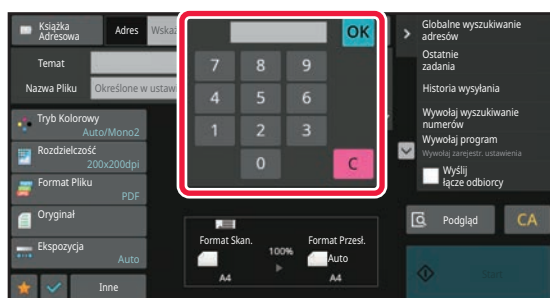 Książka
Adresowa
Adres
OK
Temat
Nazwa Pliku
7 8 9
4 5 6
1 2 3
0 C
Tryb Kolorowy
Auto/Mono2
Rozdzielczość
200x200dpi
Format Pliku
PDF
Oryginał
Ekspozycja
Auto
Inne
Format Skan.
A4
100%
Format Przesł.
Auto
A4
Globalne wyszukiwanie
adresów
Ostatnie
zadania
Historia wysyłania
Wywołaj wyszukiwanie
numerów
Wywołaj program
Wywołaj zarejestr. ustawienia
Wyślij
łącze odbiorcy
Podgląd
CA
Start